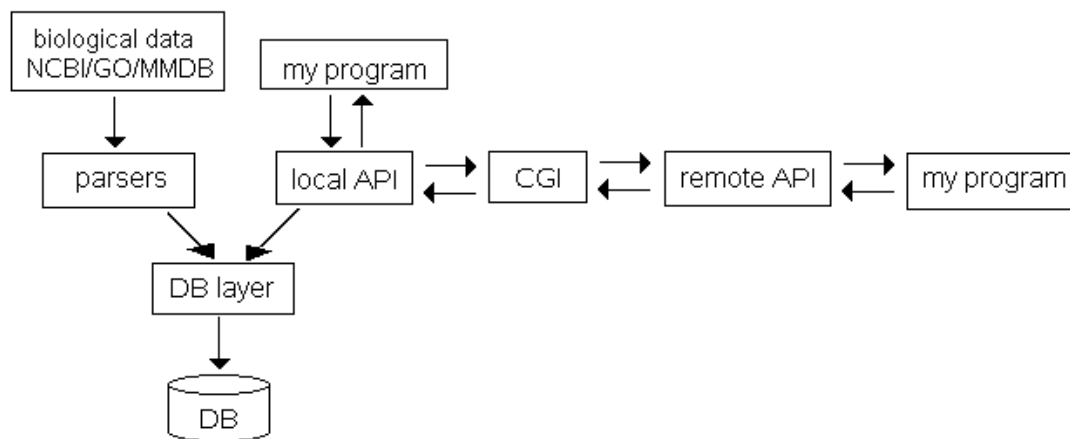 biological data
NCBI/GO/MMDB
my program
parsers
local API
CGI
remote API
my program
DB layer
DB